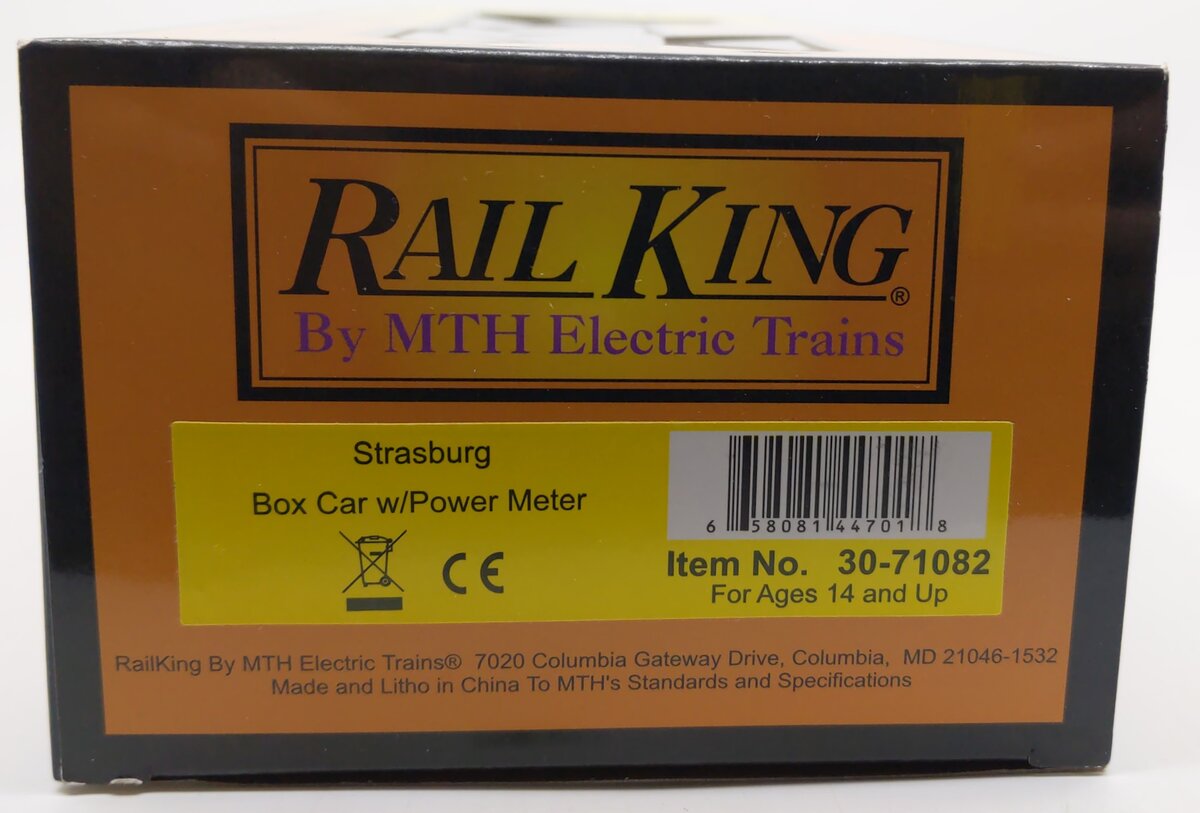 RAIL KING®
By MTH Electric Trains
Strasburg
Box Car w/Power Meter
CE
6 58081 44701 8
Item No. 30-71082
For Ages 14 and Up
RailKing By MTH Electric Trains® 7020 Columbia Gateway Drive, Columbia, MD 21046-1532
Made and Litho in China To MTH's Standards and Specifications